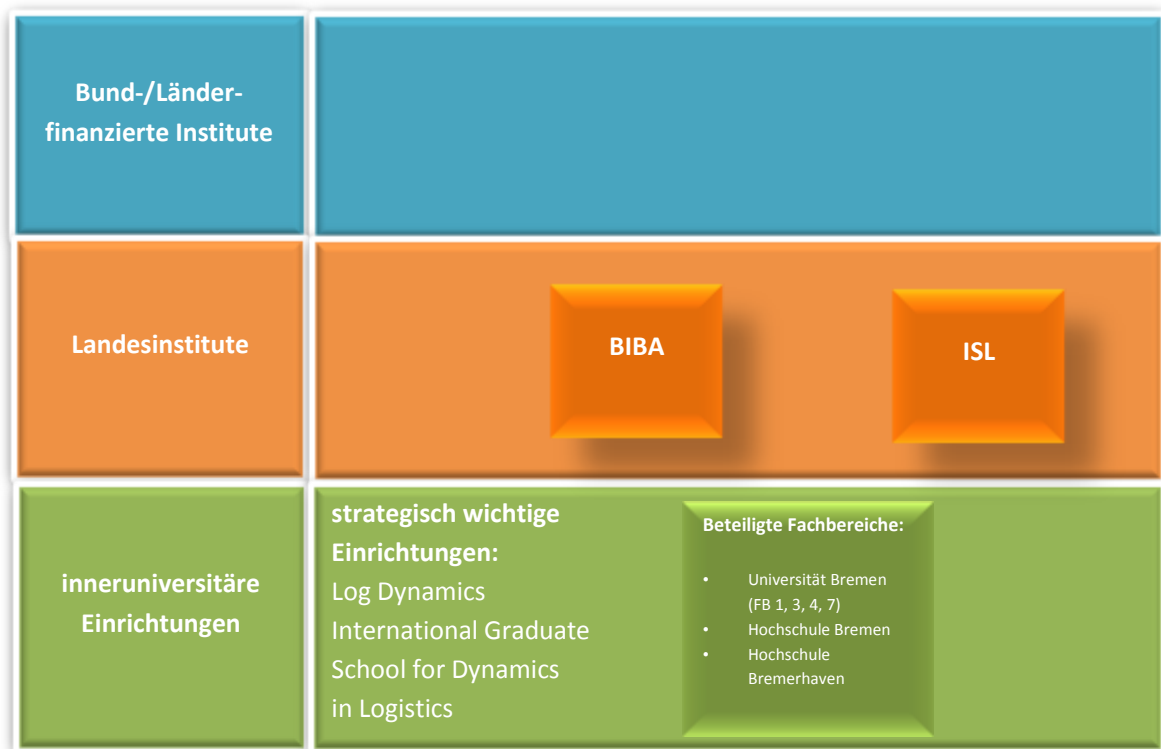 Bund-/Länder-
finanzierte Institute
Landesinstitute
BIBA
ISL
inneruniversitäre
Einrichtungen
strategisch wichtige
Einrichtungen:
Log Dynamics
International Graduate
School for Dynamics
in Logistics
Beteiligte Fachbereiche:
• Universität Bremen
(FB 1, 3, 4, 7)
• Hochschule Bremen
• Hochschule
Bremerhaven